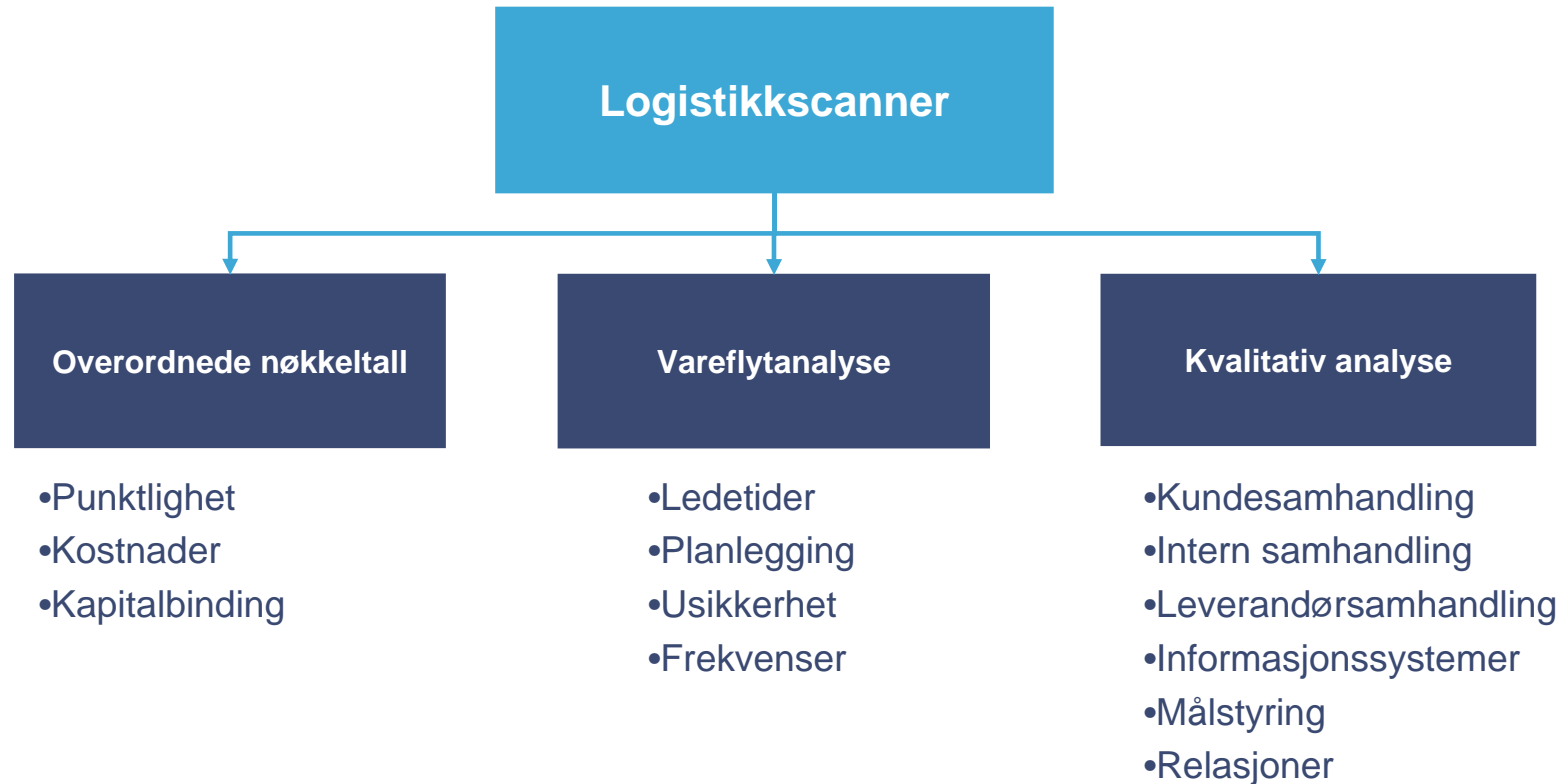 Logistikkscanner
Overordnede nøkkeltall
•Punktlighet
•Kostnader
•Kapitalbinding
Vareflytanalyse
•Ledetider
•Planlegging
•Usikkerhet
•Frekvenser
Kvalitativ analyse
•Kundesamhandling
•Intern samhandling
•Leverandørsamhandling
•Informasjonssystemer
•Målstyring
•Relasjoner